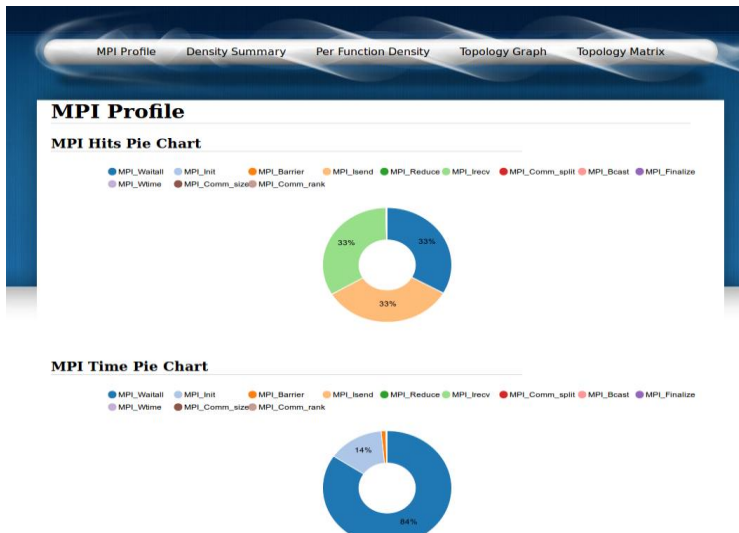 MPI Profile Density Summary Per Function Density Topology Graph Topology Matrix
MPI Profile
MPI Hits Pie Chart
MPI_Waitall MPI_Init MPI_Barrier MPI_Isend MPI_Reduce MPI_Irecv MPI_Comm_split MPI_Bcast MPI_Finalize
MPI_Wtime MPI_Comm_size MPI_Comm_rank
33% 33%
33%
MPI Time Pie Chart
MPI_Waitall MPI_Init MPI_Barrier MPI_Isend MPI_Reduce MPI_Irecv MPI_Comm_split MPI_Bcast MPI_Finalize
MPI_Wtime MPI_Comm_size MPI_Comm_rank
14%
84%